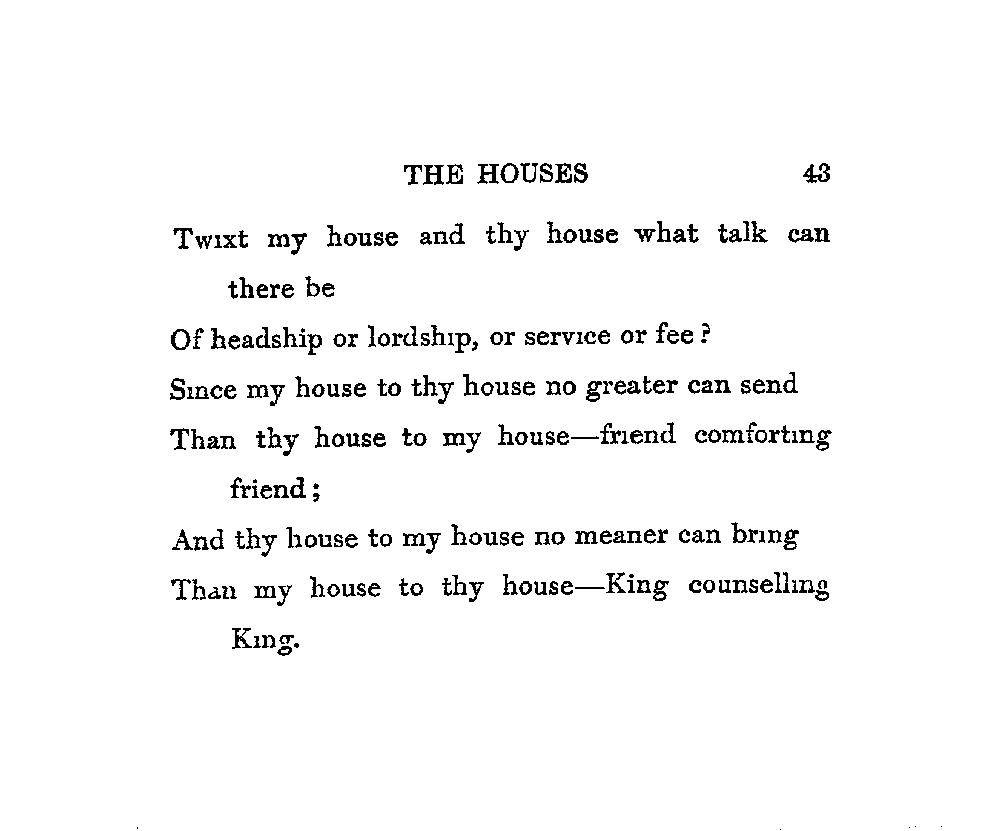 THE HOUSES 43
Twixt my house and thy house what talk can
there be
Of headship or lordship, or service or fee?
Since my house to thy house no greater can send
Than thy house to my house—friend comforting
friend;
And thy house to my house no meaner can bring
Than my house to thy house—King counselling
King.